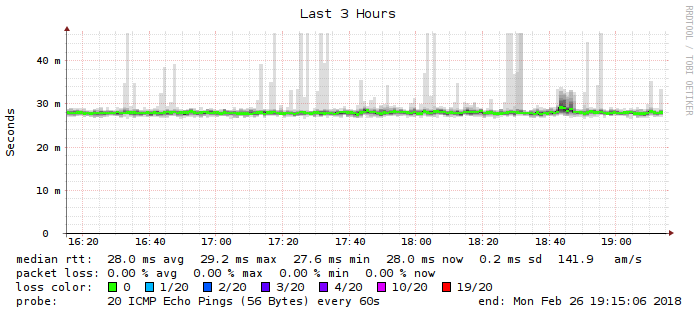 Last 3 Hours
RRDTOOL / TOBI OETIKER
Seconds
40 m
30 m
20 m
10 m
0
16:20 16:40 17:00 17:20 17:40 18:00 18:20 18:40 19:00
median rtt: 28.0 ms avg 29.2 ms max 27.6 ms min 28.0 ms now 0.2 ms sd 141.9 am/s
packet loss: 0.00 % avg 0.00 % max 0.00 % min 0.00 % now
loss color: 0 1/20 2/20 3/20 4/20 10/20 19/20
probe: 20 ICMP Echo Pings (56 Bytes) every 60s end: Mon Feb 26 19:15:06 2018